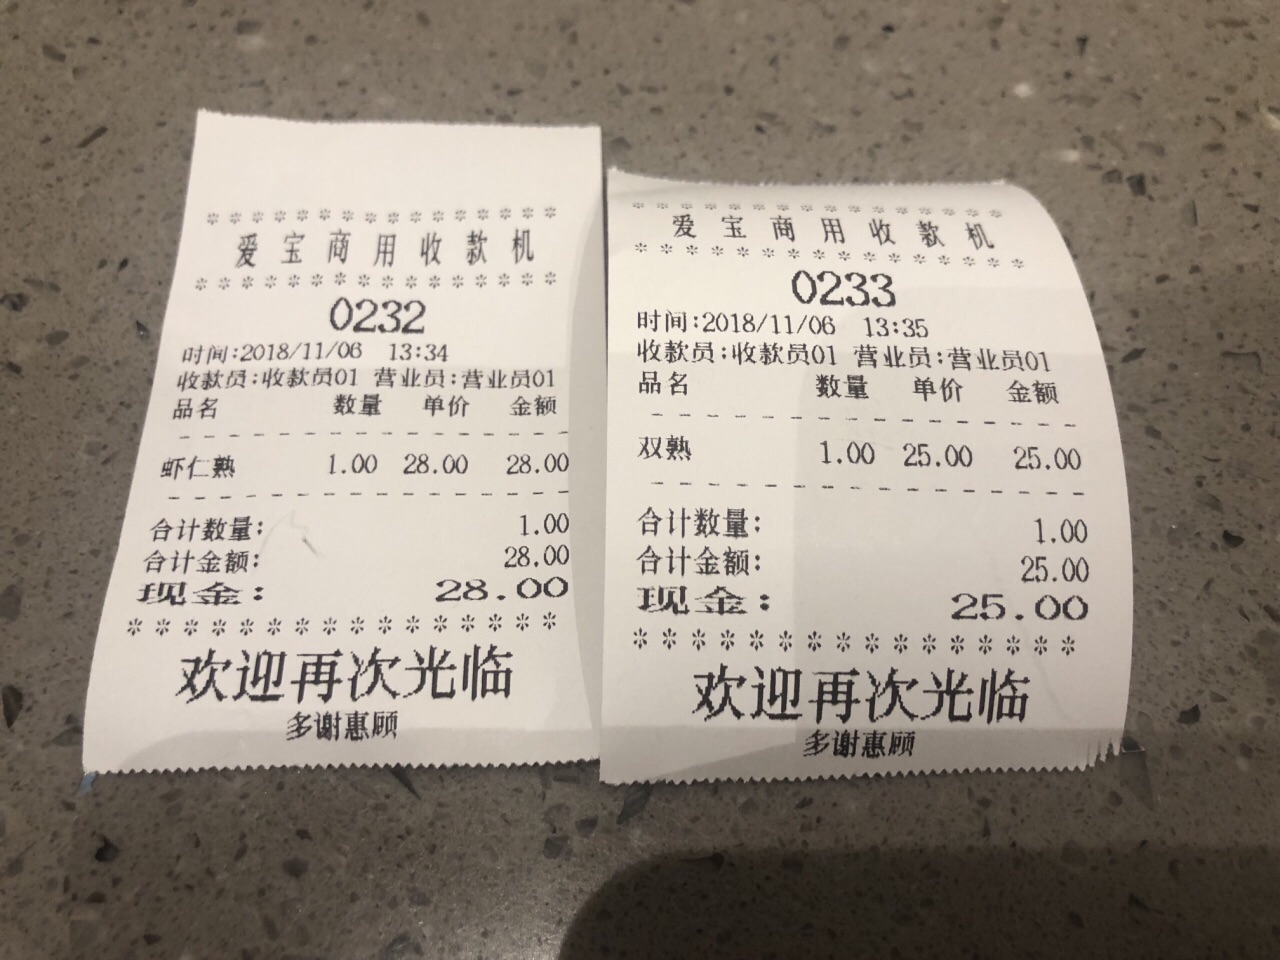 * * * * * * * * * * * * * * * *
爱宝商用收款机
* * * * * * * * * * * * * * * *
0232
时间:2018/11/06 13:34
收款员:收款员01 营业员:营业员01
品名 数量 单价 金额
- - - - - - - - - - - - - - - -
虾仁熟 1.00 28.00 28.00
- - - - - - - - - - - - - - - -
合计数量: 1.00
合计金额: 28.00
现金: 28.00
* * * * * * * * * * * * * * * *
欢迎再次光临
多谢惠顾
* * * * * * * * * * * * * * * *
爱宝商用收款机
* * * * * * * * * * * * * * * *
0233
时间:2018/11/06 13:35
收款员:收款员01 营业员:营业员01
品名 数量 单价 金额
- - - - - - - - - - - - - - - -
双熟 1.00 25.00 25.00
- - - - - - - - - - - - - - - -
合计数量: 1.00
合计金额: 25.00
现金: 25.00
* * * * * * * * * * * * * * * *
欢迎再次光临
多谢惠顾